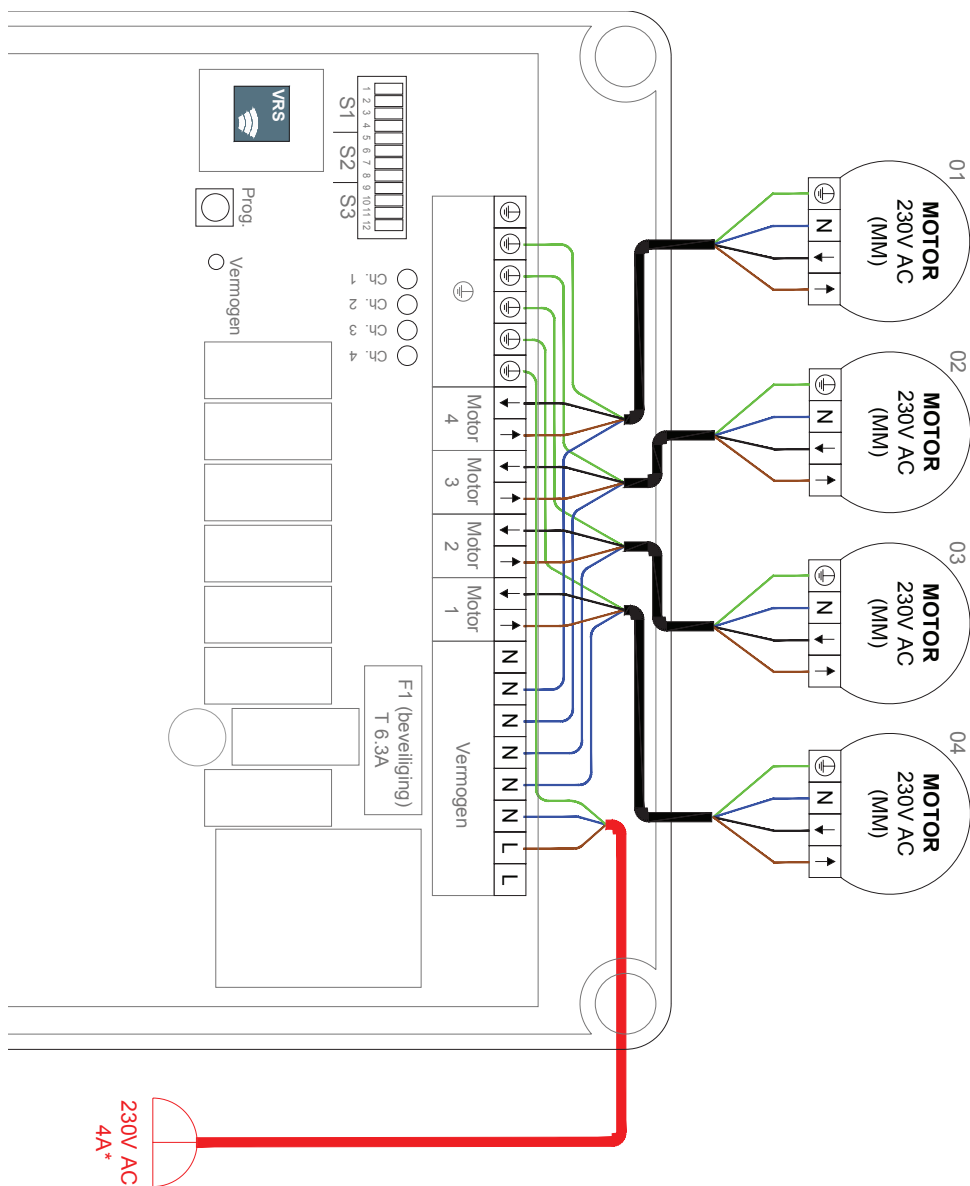 VRS
S1
S2
S3
1
2
3
4
5
6
7
8
9
10
11
12
Prog.
Vermogen
Ch. 1
Ch. 2
Ch. 3
Ch. 4
Motor
4
Motor
3
Motor
2
Motor
1
Vermogen
N
N
N
N
N
N
L
L
F1 (beveiliging)
T 6.3A
01
MOTOR
230V AC
(MM)
N
02
MOTOR
230V AC
(MM)
N
03
MOTOR
230V AC
(MM)
N
04
MOTOR
230V AC
(MM)
N
230V AC
4A*